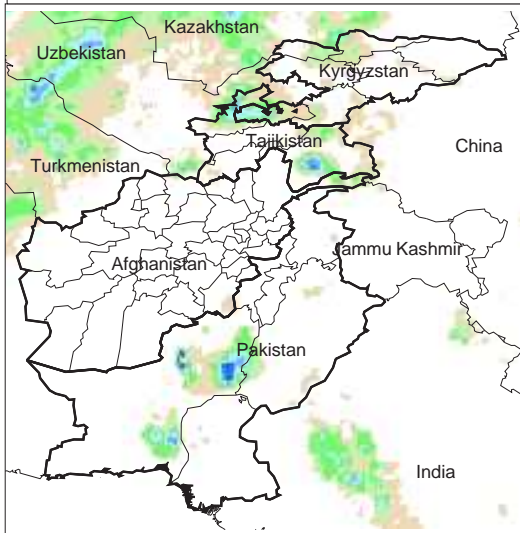 Kazakhstan
Uzbekistan
Kyrgyzstan
Tajikistan
China
Turkmenistan
Jammu Kashmir
Afghanistan
Pakistan
India